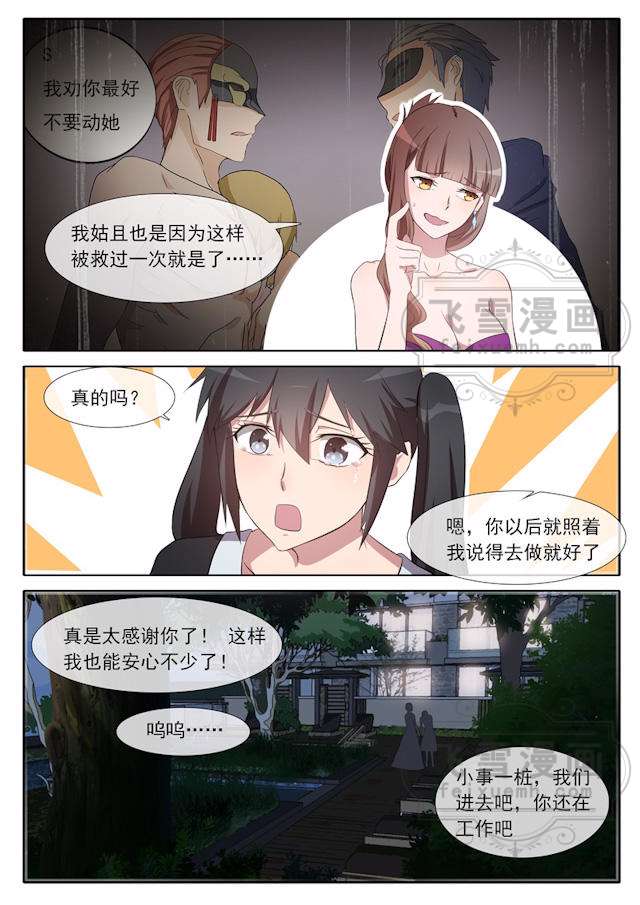 S
我劝你最好
不要动她
我姑且也是因为这样
被救过一次就是了……
飞雪漫画
feixuemh.com
真的吗？
嗯，你以后就照着
我说得去做就好了
真是太感谢你了！ 这样
我也能安心不少了！
呜呜……
飞雪漫画
feixuemh.com
小事一桩，我们
进去吧，你还在
工作吧